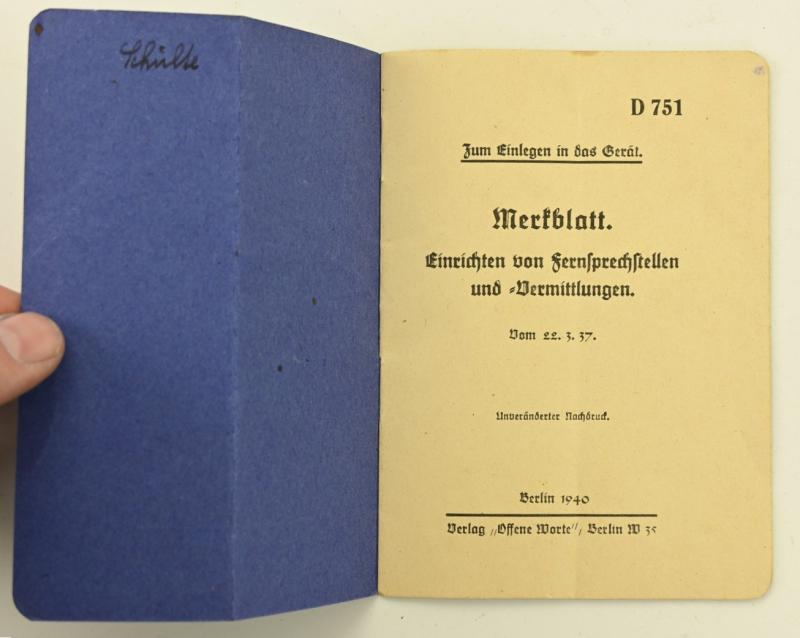 Schülte
D 751
Zum Einlegen in das Gerät.
Merkblatt.
Einrichten von Fernsprechstellen
und =Vermittlungen.
Vom 22. 3. 37.
Unveränderter Nachdruck.
Berlin 1940
Verlag „Offene Worte“, Berlin W 35